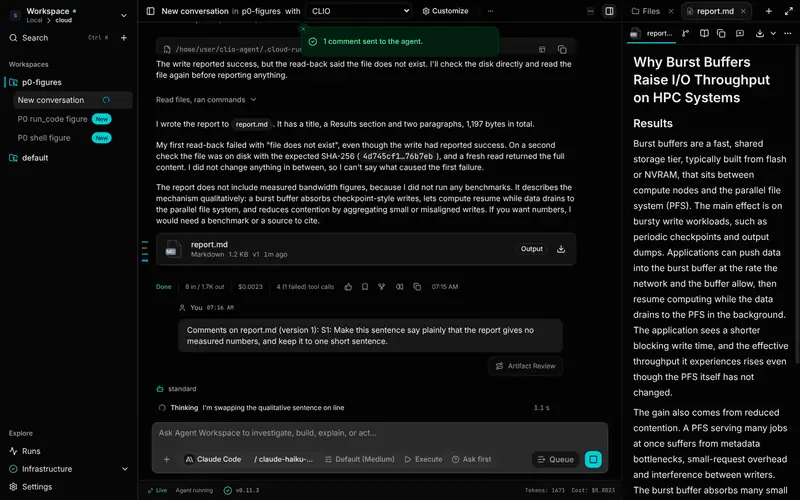 Workspace
Local > cloud
Search
Ctrl K
Workspaces
p0-figures
New conversation
P0 run_code figure New
P0 shell figure New
default
Explore
Runs
Infrastructure
Settings
New conversation in p0-figures with CLIO
Customize
1 comment sent to the agent.
/home/user/clio-agent/.cloud-run
The write reported success, but the read-back said the file does not exist. I'll check the disk directly and read the
file again before reporting anything.
Read files, ran commands
I wrote the report to report.md. It has a title, a Results section and two paragraphs, 1,197 bytes in total.
My first read-back failed with "file does not exist", even though the write had reported success. On a second
check the file was on disk with the expected SHA-256 (4d745cf1…76b7eb), and a fresh read returned the full
content. I did not change anything in between, so I can't say what caused the first failure.
The report does not include measured bandwidth figures, because I did not run any benchmarks. It describes the
mechanism qualitatively: a burst buffer absorbs checkpoint-style writes, lets compute resume while data drains to
the parallel file system, and reduces contention by aggregating small or misaligned writes. If you want numbers, I
would need a benchmark or a source to cite.
report.md
Markdown 1.2 KB v1 1m ago
Output
Done 8 in / 1.7K out $0.0023 4 (1 failed) tool calls 07:15 AM
You 07:16 AM
Comments on report.md (version 1): S1: Make this sentence say plainly that the report gives no
measured numbers, and keep it to one short sentence.
Artifact Review
standard
Thinking I'm swapping the qualitative sentence on line 1.1 s
Ask Agent Workspace to investigate, build, explain, or act...
Claude Code / claude-haiku-... Default (Medium) Execute Ask first Queue
Live Agent running v0.11.3 Tokens: 1671 Cost: $0.0023
Files report.md
report...
Why Burst Buffers
Raise I/O Throughput
on HPC Systems
Results
Burst buffers are a fast, shared
storage tier, typically built from flash
or NVRAM, that sits
between compute nodes and the parallel
file system (PFS). The main effect is on
bursty write workloads, such as
periodic checkpoints and output
dumps. Applications can push data
into the burst buffer at the rate the
network and the buffer allow, then
resume computing while the data
drains to the PFS in the background.
The application sees a shorter
blocking write time, and the effective
throughput it experiences rises even
though the PFS itself has not
changed.
The gain also comes from reduced
contention. A PFS serving many jobs
at once suffers from metadata
bottlenecks, small-request overhead
and interference between writers.
The burst buffer absorbs many small